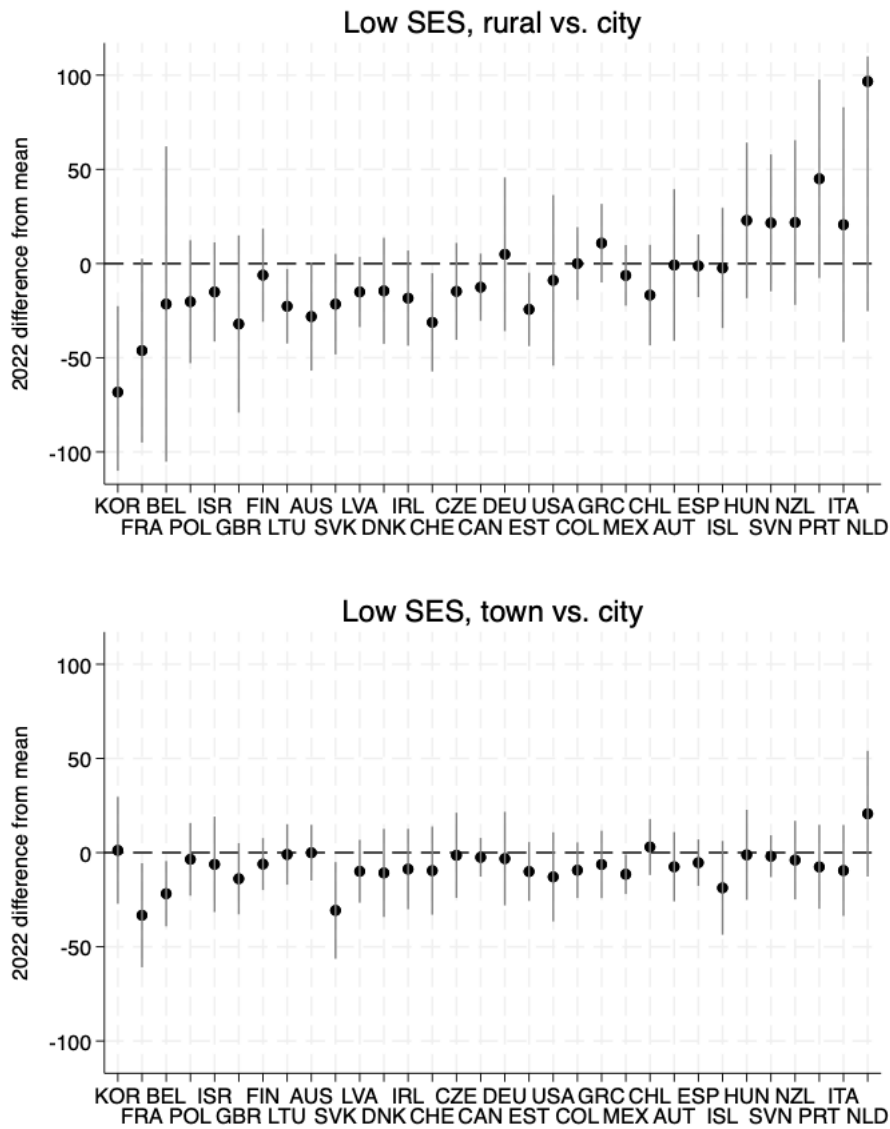 Low SES, rural vs. city
2022 difference from mean
100
50
0
-50
-100
KOR BEL ISR FIN AUS LVA IRL CZE DEU USA GRC CHL ESP HUN NZL ITA
FRA POL GBR LTU SVK DNK CHE CAN EST COL MEX AUT ISL SVN PRT NLD
Low SES, town vs. city
2022 difference from mean
100
50
0
-50
-100
KOR BEL ISR FIN AUS LVA IRL CZE DEU USA GRC CHL ESP HUN NZL ITA
FRA POL GBR LTU SVK DNK CHE CAN EST COL MEX AUT ISL SVN PRT NLD